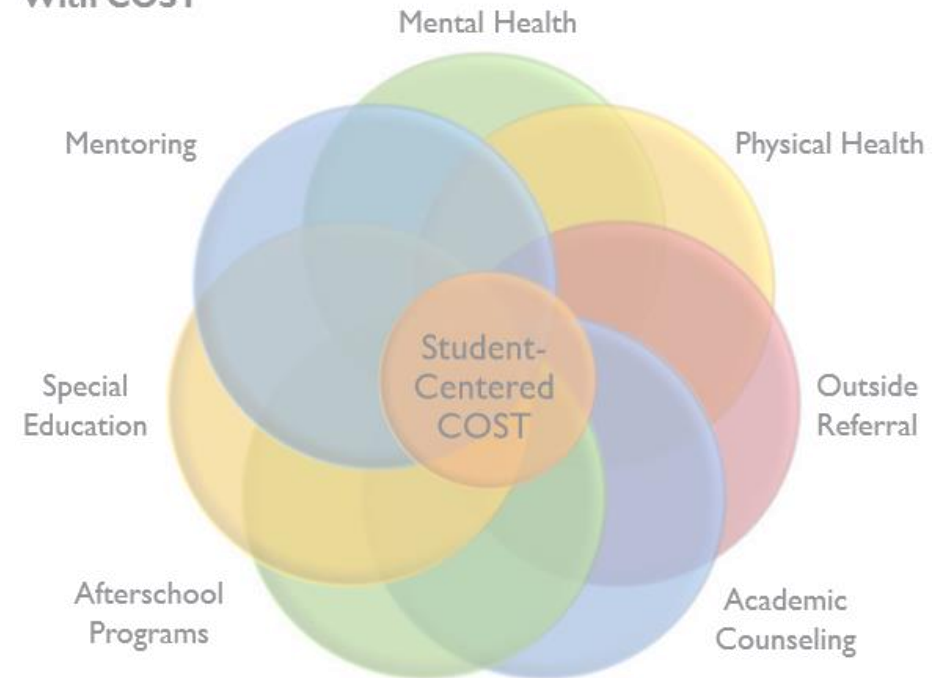 With COST
Mental Health
Mentoring
Physical Health
Student-
Centered
COST
Special
Education
Outside
Referral
Afterschool
Programs
Academic
Counseling